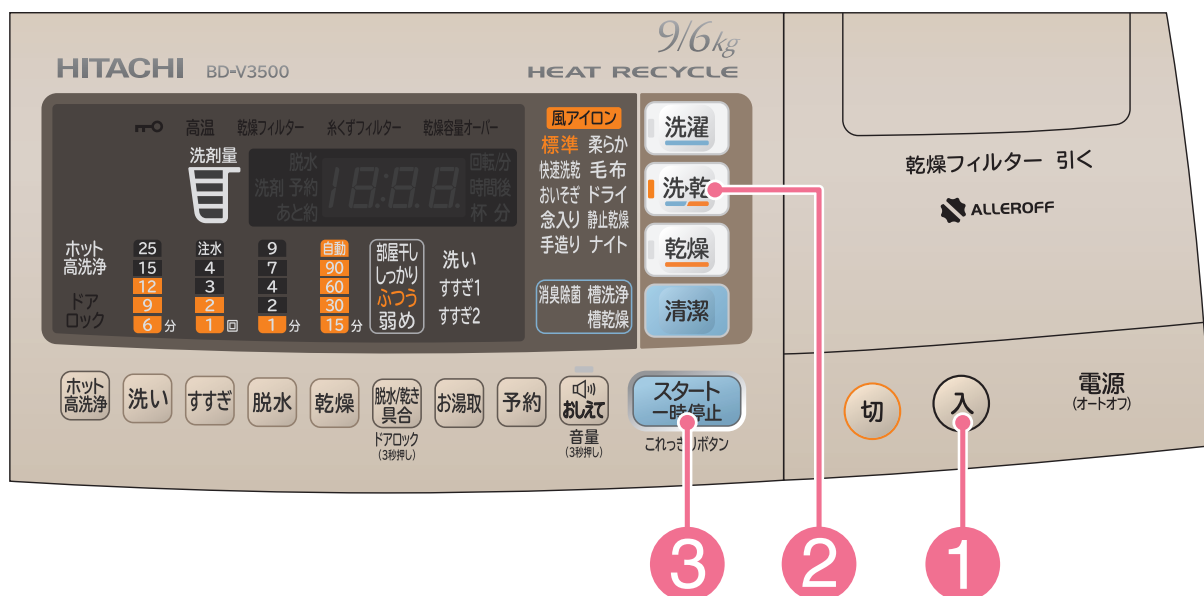 9/6kg
HITACHI BD-V3500
HEAT RECYCLE
高温 乾燥フィルター 糸くずフィルター 乾燥容量オーバー
洗剤量
脱水 回転/分
洗剤 予約 18:8.8. 時間後
あと約 杯 分
風アイロン
標準 柔らか
快速洗乾 毛布
おいそぎ ドライ
念入り 静止乾燥
手造り ナイト
消臭除菌 槽洗浄
槽乾燥
洗濯
洗・乾
乾燥
清潔
ホット
高洗浄
ドア
ロック
25
15
12
9
6 分
注水
4
3
2
1 回
9
7
4
2
1 分
自動
90
60
30
15 分
部屋干し
しっかり
ふつう
弱め
洗い
すすぎ1
すすぎ2
ホット
高洗浄
洗い
すすぎ
脱水
乾燥
脱水/乾き
具合
ドアロック
(3秒押し)
お湯取
予約
おしえて
音量
(3秒押し)
スタート
一時停止
これっきりボタン
乾燥フィルター 引く
ALLEROFF
切
入
電源
(オートオフ)
3
2
1